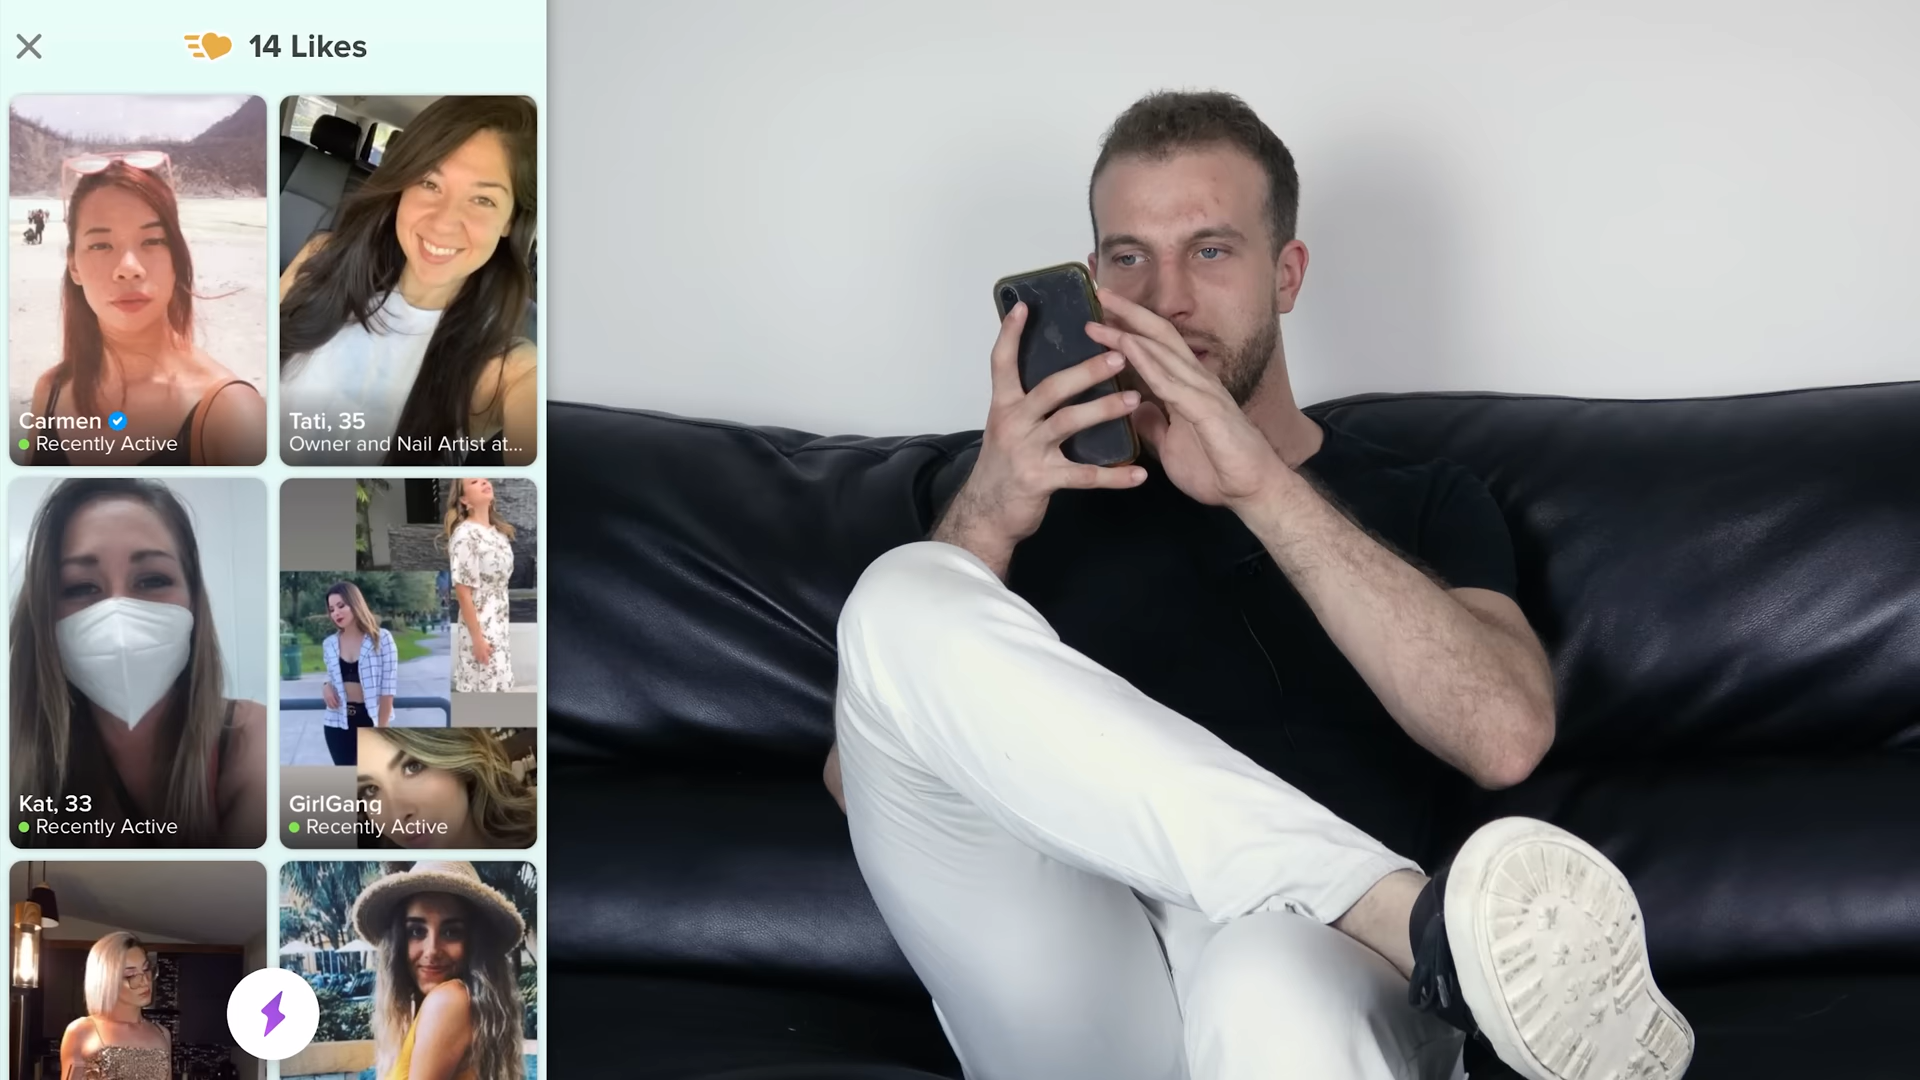 14 Likes
Carmen
Recently Active
Tati, 35
Owner and Nail Artist at...
Kat, 33
Recently Active
GirlGang
Recently Active